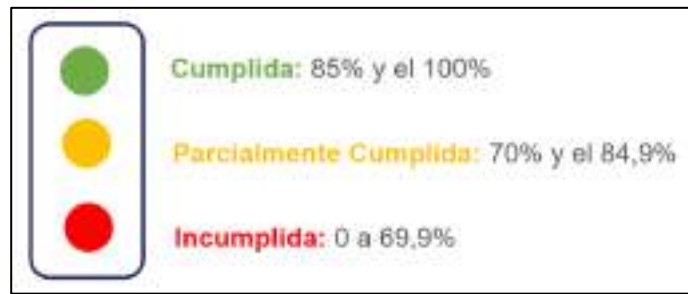 Cumplida: 85% y el 100%
Parcialmente Cumplida: 70% y el 84,9%
Incumplida: 0 a 69,9%